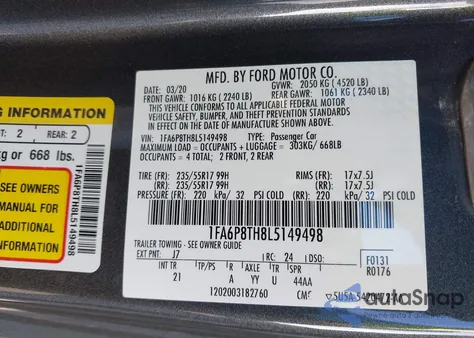 MFD. BY FORD MOTOR CO.
DATE: 03/20 GVWR: 2050 KG ( 4520 LB)
FRONT GAWR: 1016 KG ( 2240 LB) REAR GAWR: 1061 KG ( 2340 LB)
THIS VEHICLE CONFORMS TO ALL APPLICABLE FEDERAL MOTOR
VEHICLE SAFETY, BUMPER, AND THEFT PREVENTION STANDARDS
IN EFFECT ON THE DATE OF MANUFACTURE SHOWN ABOVE.
VIN: 1FA6P8TH8L5149498 TYPE: Passenger Car
MAXIMUM LOAD = OCCUPANTS + LUGGAGE = 303KG/ 668LB
OCCUPANTS = 4 TOTAL; 2 FRONT, 2 REAR
TIRE (FR): 235/55R17 99H RIMS (FR): 17x7.5J
TIRE (RR): 235/55R17 99H RIMS (RR): 17x7.5J
PRESSURE (FR): 220 kPa/ 32 PSI COLD PRESSURE (RR): 220 kPa/ 32 PSI COLD
1FA6P8TH8L5149498
TRAILER TOWING - SEE OWNER GUIDE
EXT PNT: J7 RC: 24 DSO: F0131
INT TR TP/PS R AXLE TR SPR R0176
21 A YY U 44AA
1202003182760
G INFORMATION
: 2 REAR: 2
kg or 668 lbs.
SEE OWNERS
MANUAL FOR
ADDITIONAL
INFORMATION
1FA6P8TH8L5149498
autoSnap